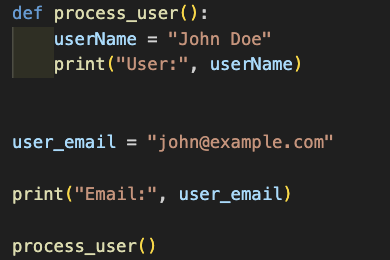 def process_user():
    userName = "John Doe"
    print("User:", userName)
user_email = "john@example.com"
print("Email:", user_email)
process_user()